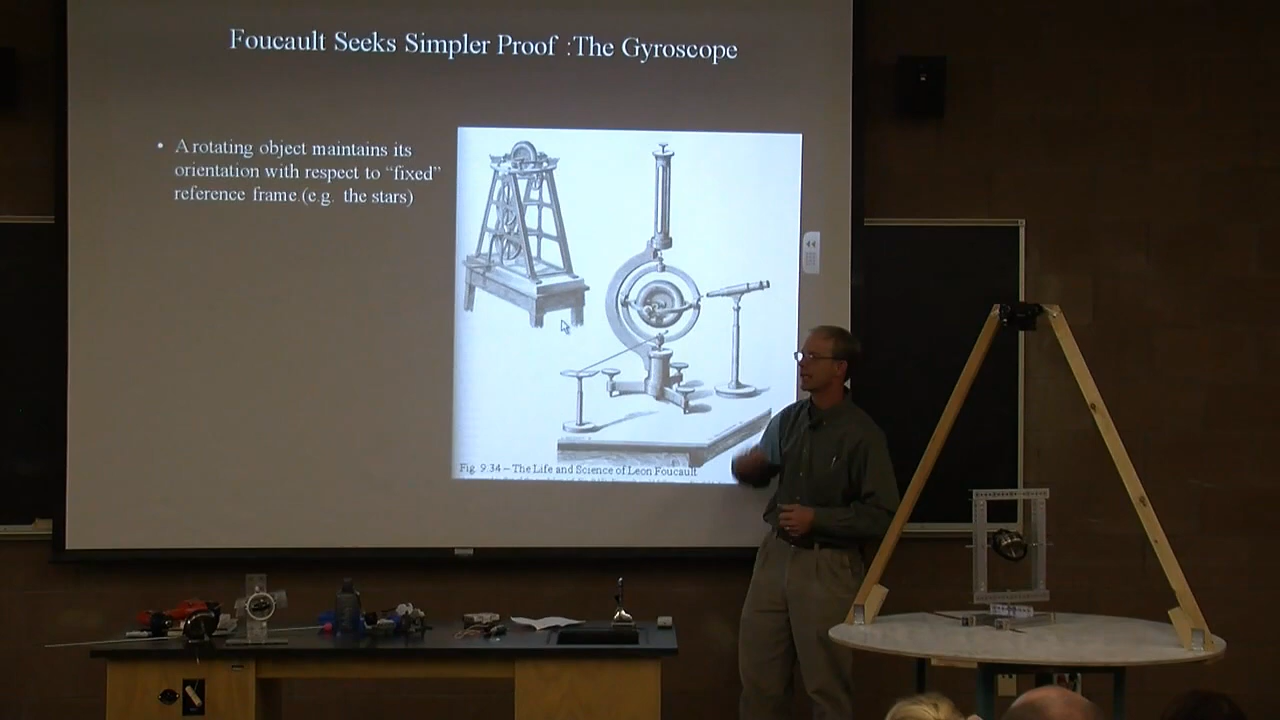 Foucault Seeks Simpler Proof :The Gyroscope
• A rotating object maintains its
orientation with respect to “fixed”
reference frame.(e.g. the stars)
Fig. 9.34 – The Life and Science of Leon Foucault